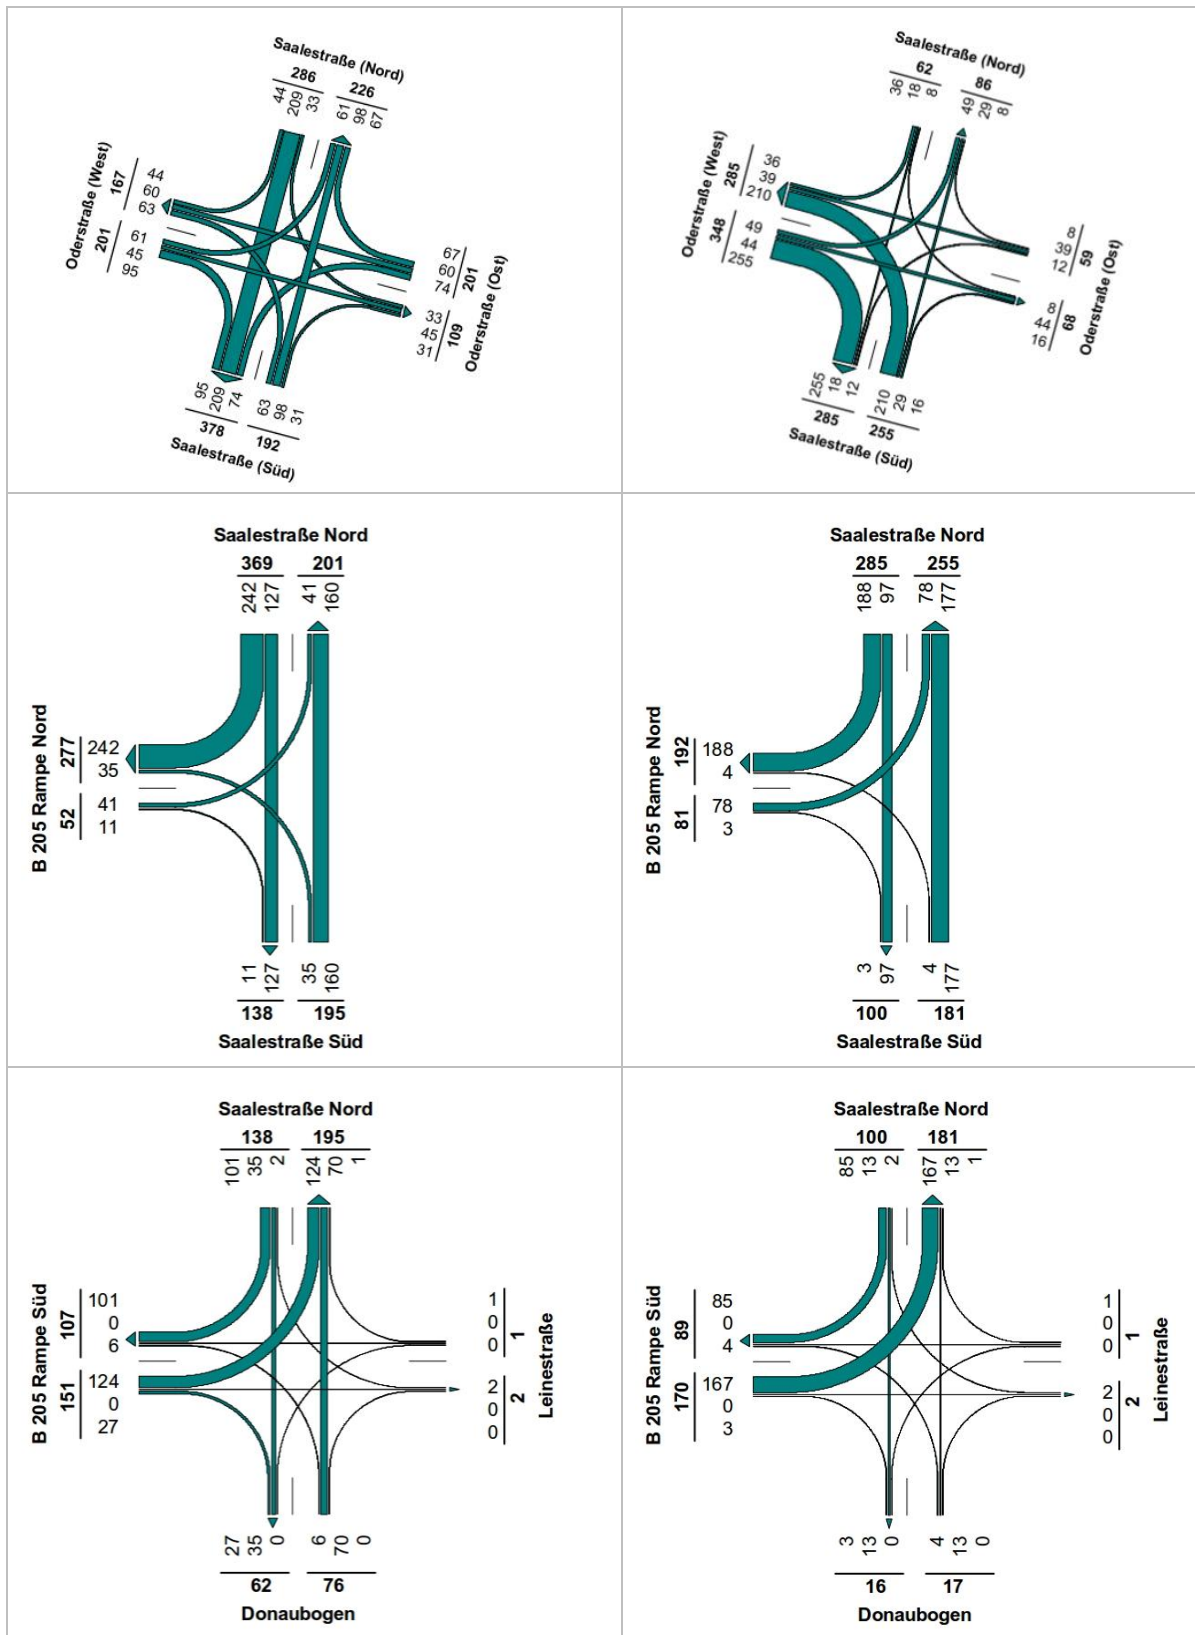 Saalestraße (Nord)
286 226
44 209 33 61 98 67
Oderstraße (West)
167
44
60
63
201
61
45
95
67
60
74
201
33
45
31
109
Oderstraße (Ost)
95 209 74 63 98 31
378 192
Saalestraße (Süd)
Saalestraße (Nord)
62 86
36 18 8 49 29 8
Oderstraße (West)
285
36
39
210
348
49
44
255
8
39
12
59
8
44
16
68
Oderstraße (Ost)
255 18 12 210 29 16
285 255
Saalestraße (Süd)
Saalestraße Nord
369 201
242 127 41 160
B 205 Rampe Nord
277
242
35
52
41
11
11 127 35 160
138 195
Saalestraße Süd
Saalestraße Nord
285 255
188 97 78 177
B 205 Rampe Nord
192
188
4
81
78
3
3 97 4 177
100 181
Saalestraße Süd
Saalestraße Nord
138 195
101 35 2 124 70 1
B 205 Rampe Süd
107
101
0
6
151
124
0
27
1
0
0
1
2
0
0
2
Leinestraße
27 35 0 6 70 0
62 76
Donaubogen
Saalestraße Nord
100 181
85 13 2 167 13 1
B 205 Rampe Süd
89
85
0
4
170
167
0
3
1
0
0
1
2
0
0
2
Leinestraße
3 13 0 4 13 0
16 17
Donaubogen